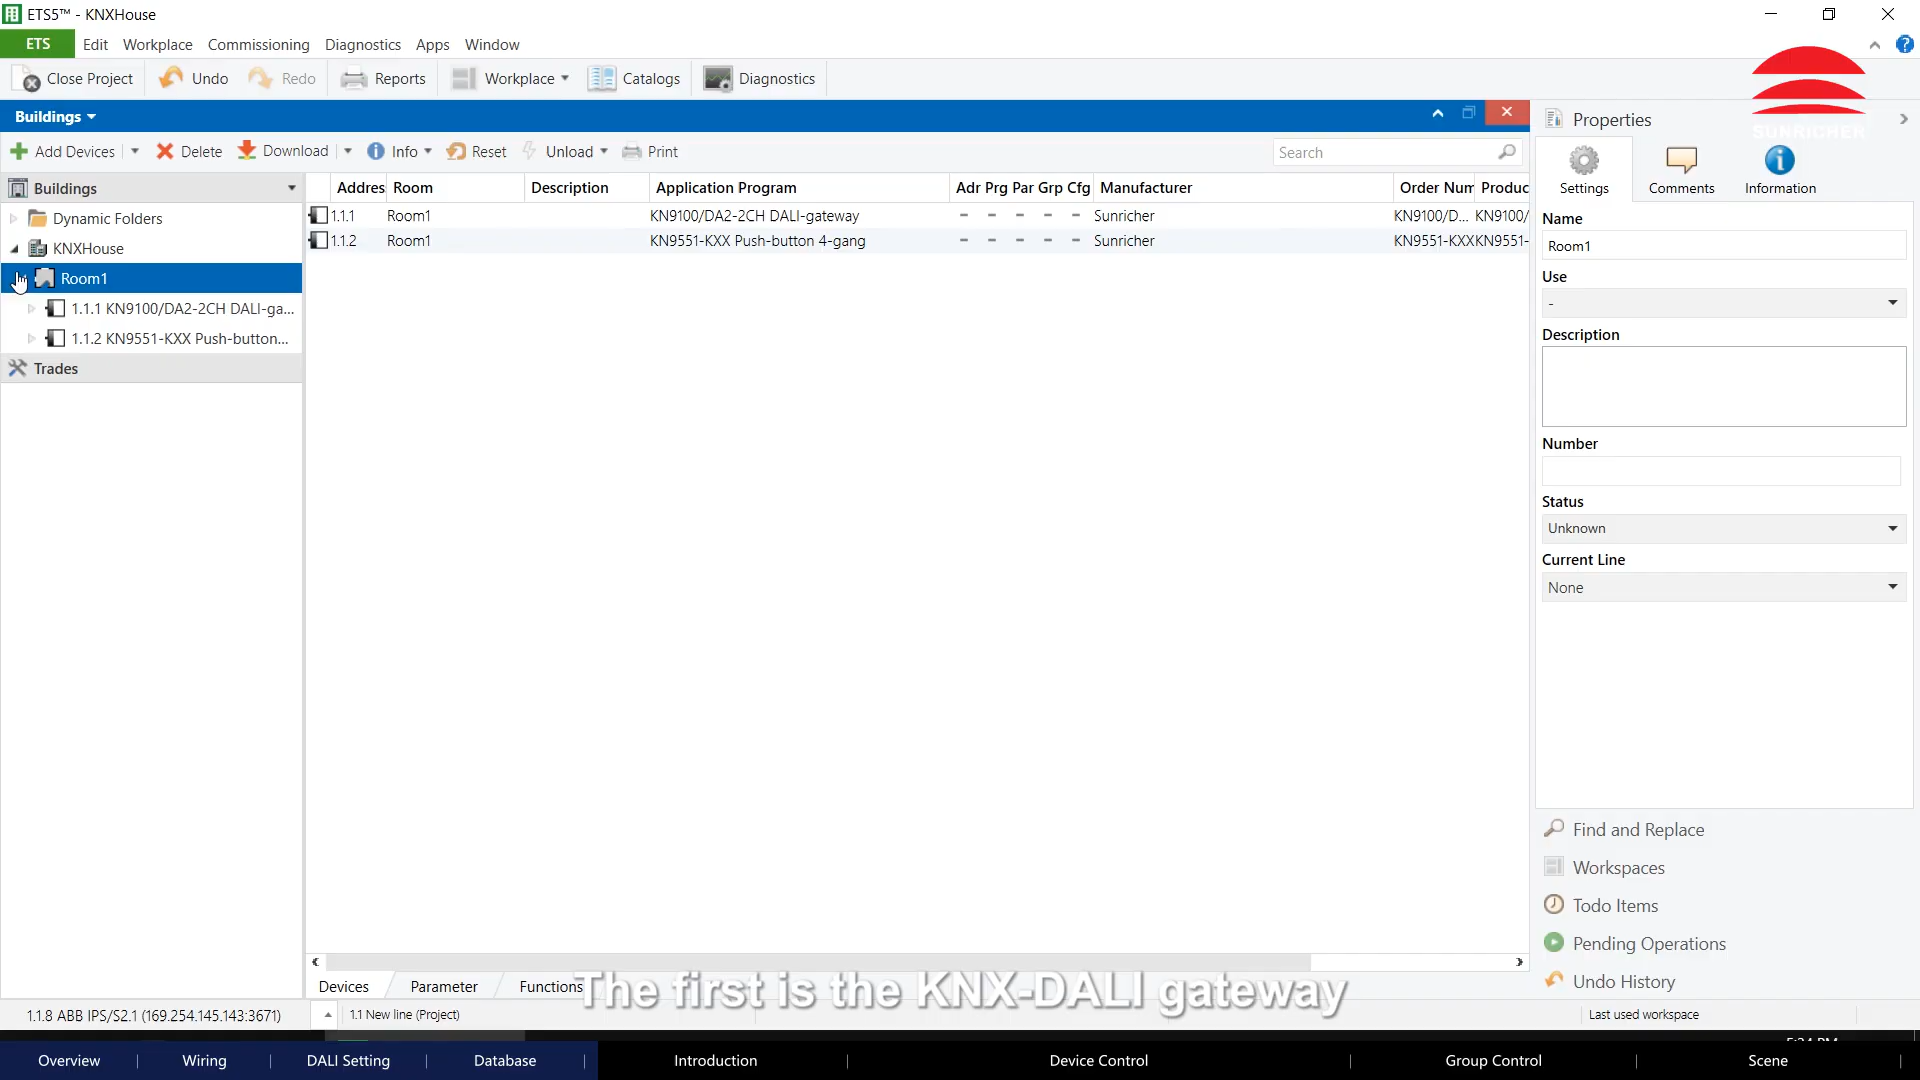 ETS5™ - KNXHouse
ETS Edit Workplace Commissioning Diagnostics Apps Window
Close Project Undo Redo Reports Workplace Catalogs Diagnostics
SUNRICHER
Buildings
Properties
Add Devices Delete Download Info Reset Unload Print
Search
Settings Comments Information
Buildings
Addres Room Description Application Program Adr Prg Par Grp Cfg Manufacturer Order Num Produc
Dynamic Folders
1.1.1 Room1 KN9100/DA2-2CH DALI-gateway - - - - - Sunricher KN9100/D... KN9100/
KNXHouse
1.1.2 Room1 KN9551-KXX Push-button 4-gang - - - - - Sunricher KN9551-KXX KN9551-
Room1
1.1.1 KN9100/DA2-2CH DALI-ga...
1.1.2 KN9551-KXX Push-button...
Trades
Name
Room1
Use
-
Description
Number
Status
Unknown
Current Line
None
Find and Replace
Workspaces
Todo Items
Pending Operations
Undo History
Devices Parameter Functions
The first is the KNX-DALI gateway
1.1.8 ABB IPS/S2.1 (169.254.145.143:3671) 1.1 New line (Project) Last used workspace
Overview Wiring DALI Setting Database Introduction Device Control Group Control Scene